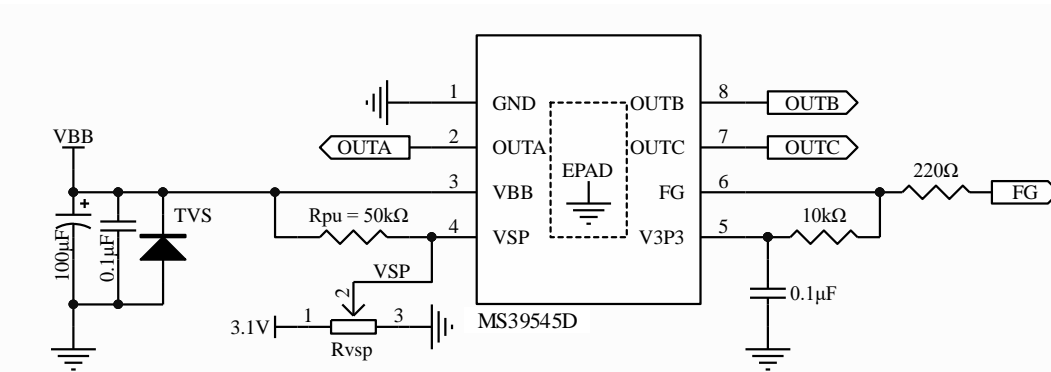 1 GND OUTB 8 OUTB
VBB OUTA 2 OUTA OUTC 7 OUTC
EPAD 220Ω
3 VBB FG 6 FG
+ TVS Rpu = 50kΩ 10kΩ
100μF 0.1μF 4 VSP V3P3 5
VSP
2 0.1μF
3.1V 1 3 MS39545D
Rvsp